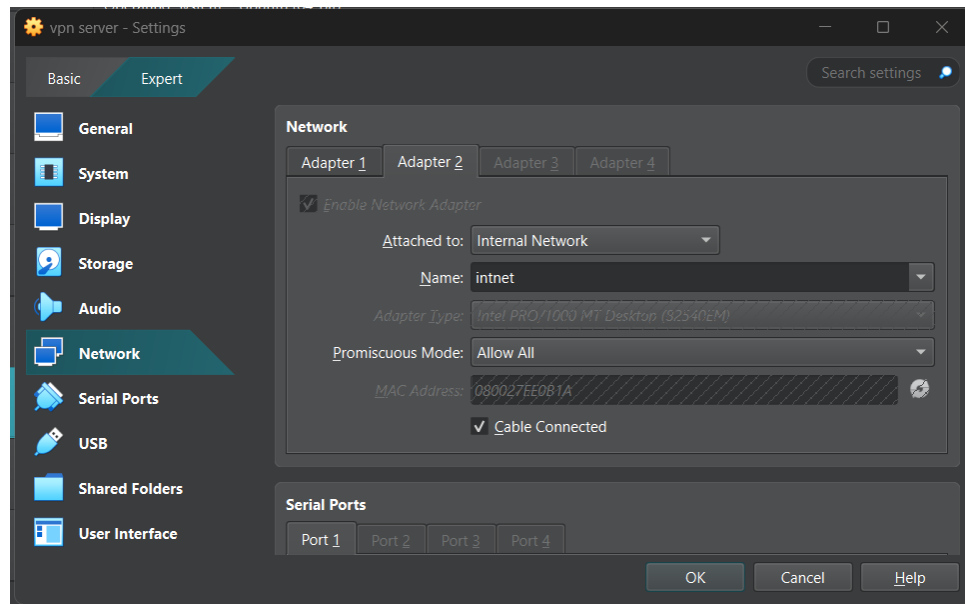 vpn server - Settings
Basic
Expert
Search settings
General
System
Display
Storage
Audio
Network
Serial Ports
USB
Shared Folders
User Interface
Network
Adapter 1
Adapter 2
Adapter 3
Adapter 4
Enable Network Adapter
Attached to: Internal Network
Name: intnet
Adapter Type: Intel PRO/1000 MT Desktop (82540EM)
Promiscuous Mode: Allow All
MAC Address: 080027EE0B1A
Cable Connected
Serial Ports
Port 1
Port 2
Port 3
Port 4
OK
Cancel
Help